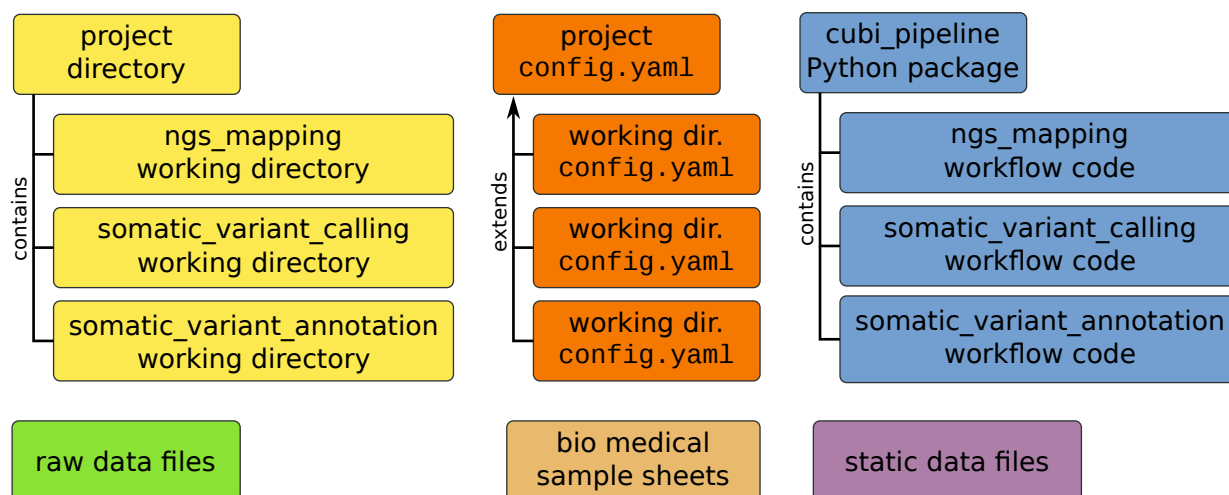 project
directory
contains
ngs_mapping
working directory
somatic_variant_calling
working directory
somatic_variant_annotation
working directory
project
config.yaml
extends
working dir.
config.yaml
working dir.
config.yaml
working dir.
config.yaml
cubi_pipeline
Python package
contains
ngs_mapping
workflow code
somatic_variant_calling
workflow code
somatic_variant_annotation
workflow code
raw data files
bio medical
sample sheets
static data files